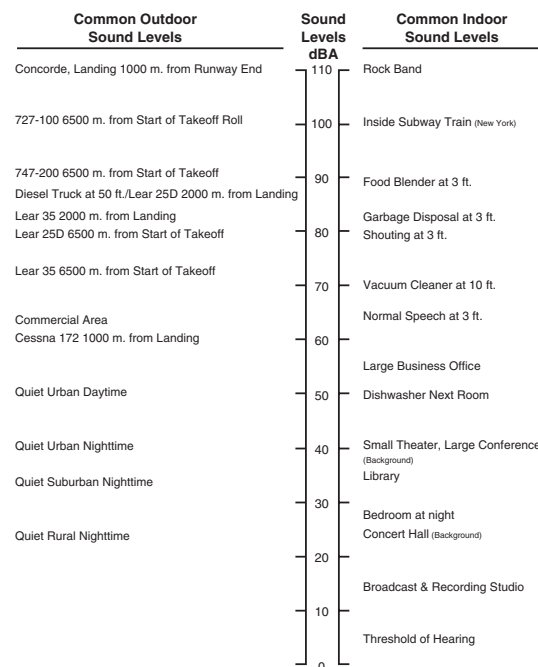 Common Outdoor
Sound Levels
Concorde, Landing 1000 m. from Runway End
727-100 6500 m. from Start of Takeoff Roll
747-200 6500 m. from Start of Takeoff
Diesel Truck at 50 ft./Lear 25D 2000 m. from Landing
Lear 35 2000 m. from Landing
Lear 25D 6500 m. from Start of Takeoff
Lear 35 6500 m. from Start of Takeoff
Commercial Area
Cessna 172 1000 m. from Landing
Quiet Urban Daytime
Quiet Urban Nighttime
Quiet Suburban Nighttime
Quiet Rural Nighttime
Sound
Levels
dBA
110
100
90
80
70
60
50
40
30
20
10
0
Common Indoor
Sound Levels
Rock Band
Inside Subway Train (New York)
Food Blender at 3 ft.
Garbage Disposal at 3 ft.
Shouting at 3 ft.
Vacuum Cleaner at 10 ft.
Normal Speech at 3 ft.
Large Business Office
Dishwasher Next Room
Small Theater, Large Conference
(Background)
Library
Bedroom at night
Concert Hall (Background)
Broadcast & Recording Studio
Threshold of Hearing